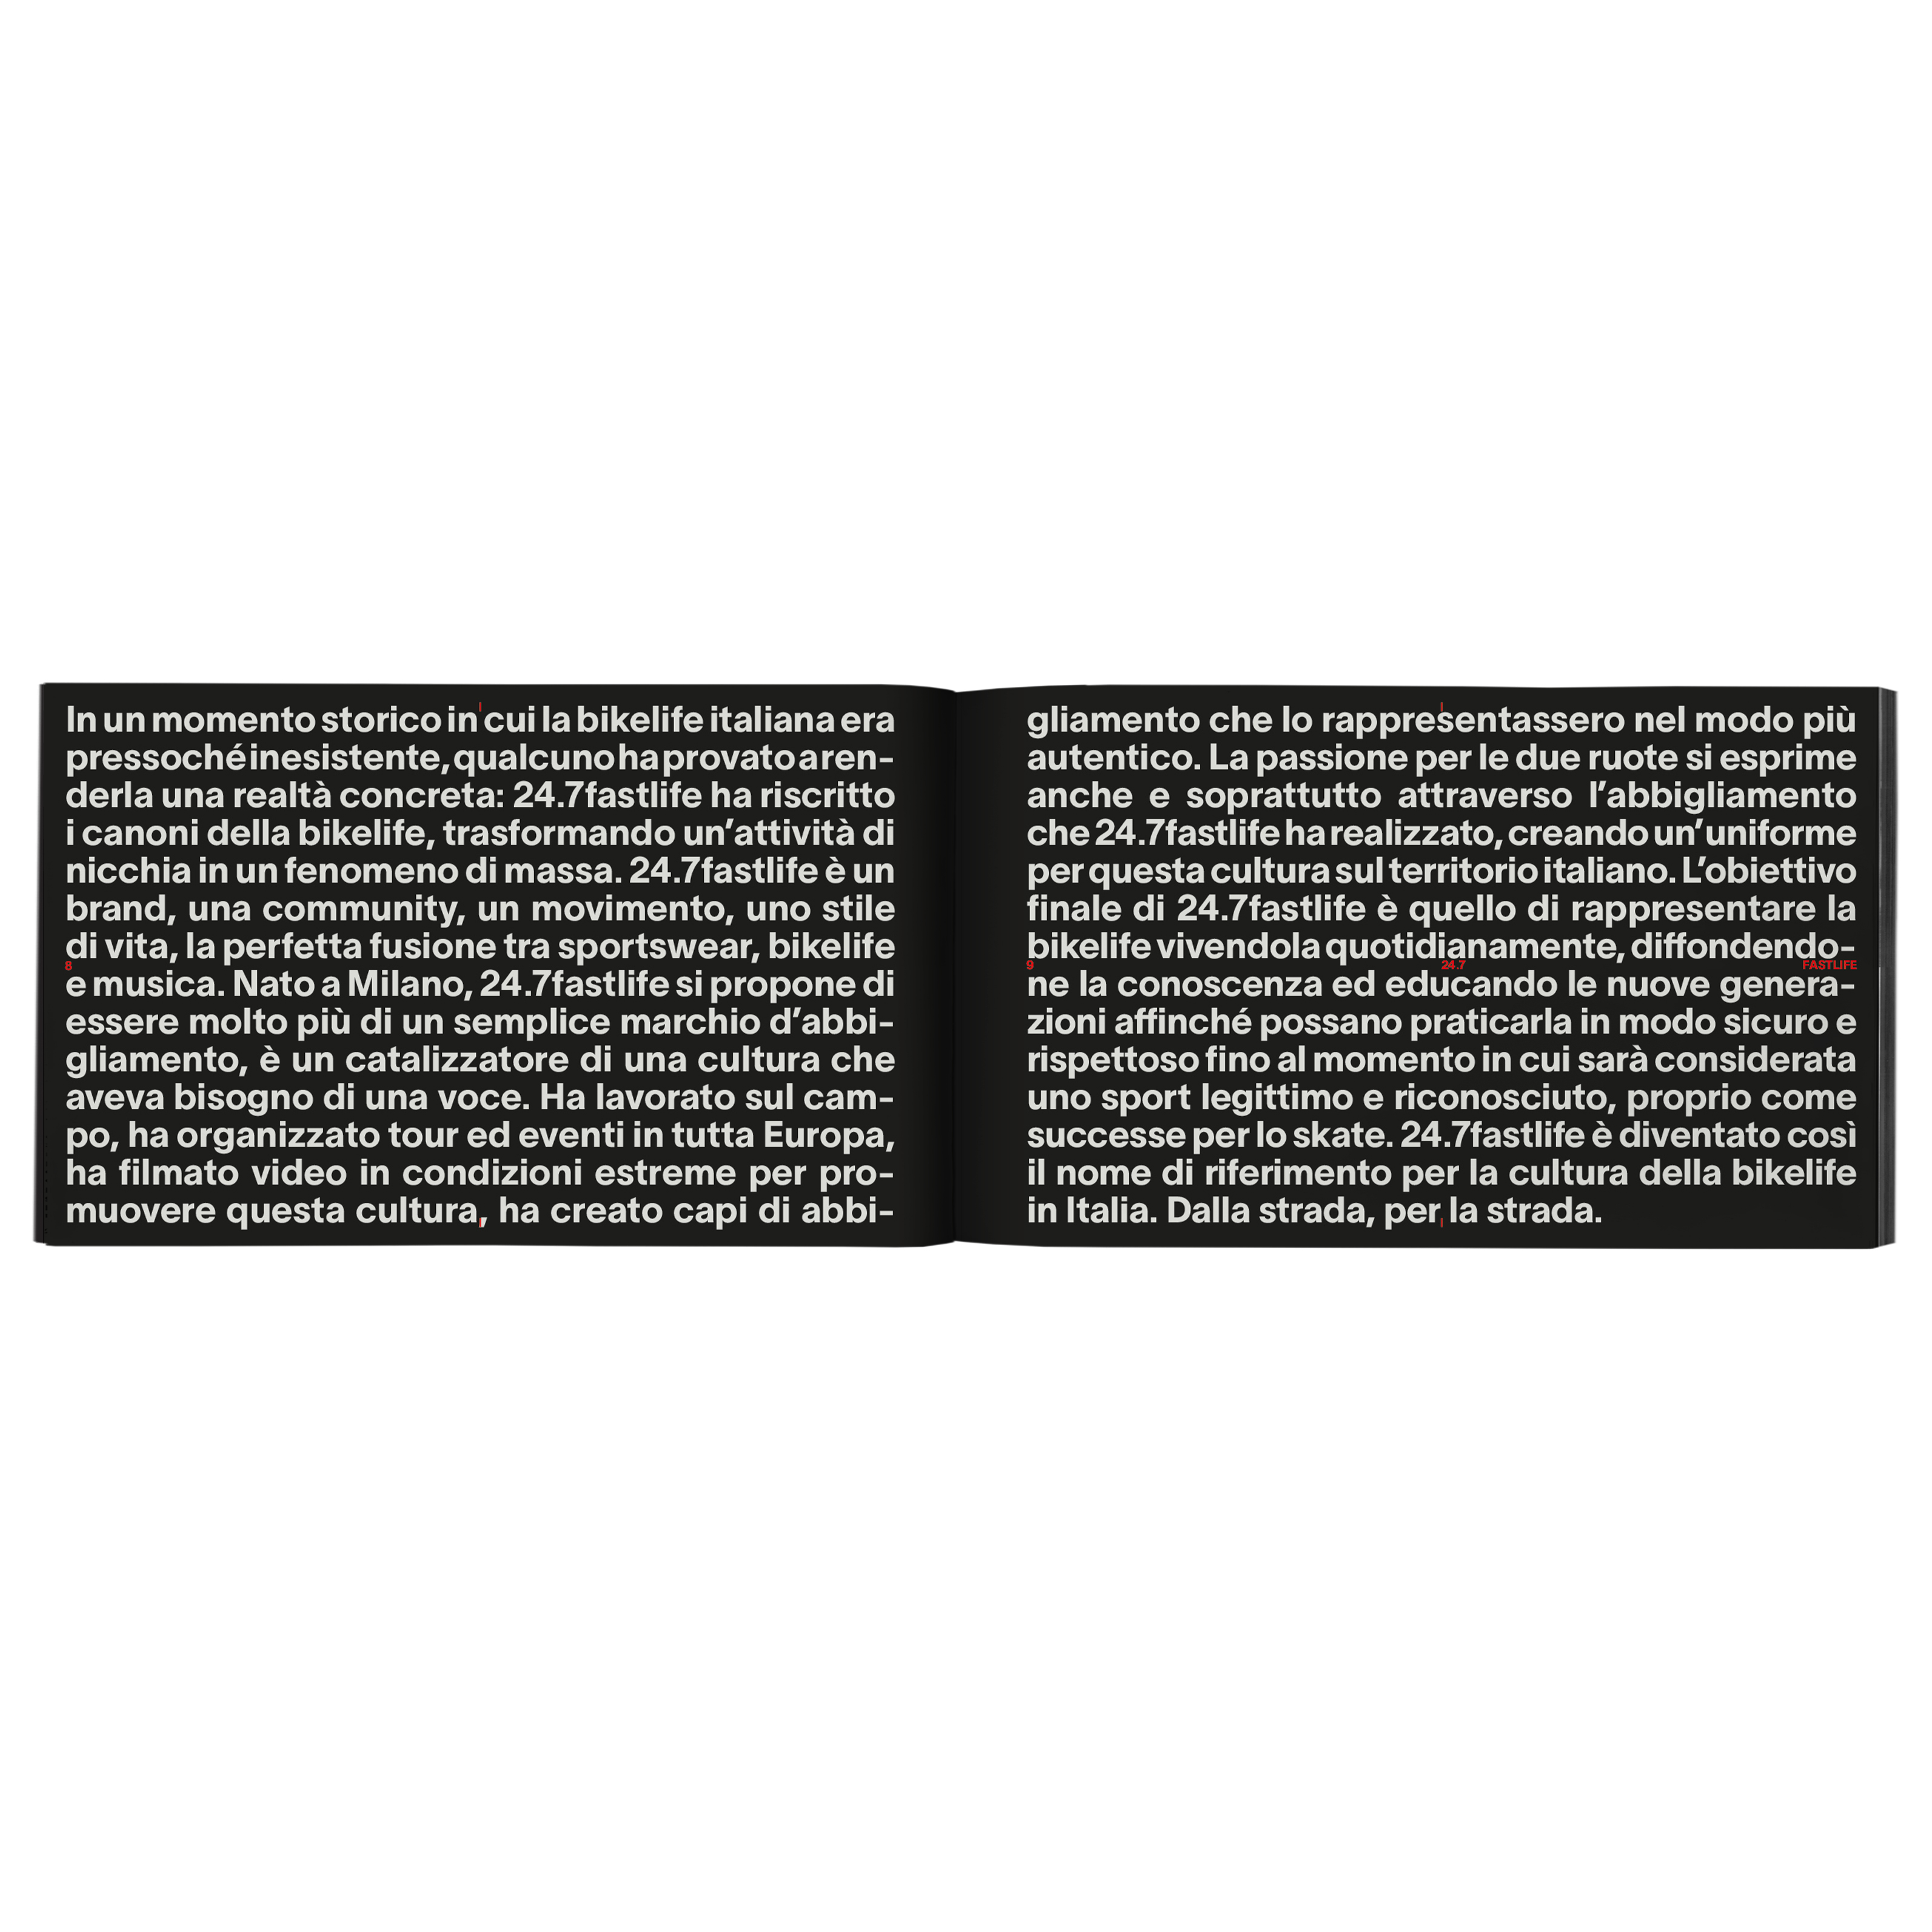 In un momento storico in cui la bikelife italiana era
pressoché inesistente, qualcuno ha provato a ren-
derla una realtà concreta: 24.7fastlife ha riscritto
i canoni della bikelife, trasformando un’attività di
nicchia in un fenomeno di massa. 24.7fastlife è un
brand, una community, un movimento, uno stile
di vita, la perfetta fusione tra sportswear, bikelife
8
e musica. Nato a Milano, 24.7fastlife si propone di
essere molto più di un semplice marchio d’abbi-
gliamento, è un catalizzatore di una cultura che
aveva bisogno di una voce. Ha lavorato sul cam-
po, ha organizzato tour ed eventi in tutta Europa,
ha filmato video in condizioni estreme per pro-
muovere questa cultura, ha creato capi di abbi-
gliamento che lo rappresentassero nel modo più
autentico. La passione per le due ruote si esprime
anche e soprattutto attraverso l’abbigliamento
che 24.7fastlife ha realizzato, creando un’uniforme
per questa cultura sul territorio italiano. L’obiettivo
finale di 24.7fastlife è quello di rappresentare la
bikelife vivendola quotidianamente, diffondendo-
9 24.7 FASTLIFE
ne la conoscenza ed educando le nuove genera-
zioni affinché possano praticarla in modo sicuro e
rispettoso fino al momento in cui sarà considerata
uno sport legittimo e riconosciuto, proprio come
successe per lo skate. 24.7fastlife è diventato così
il nome di riferimento per la cultura della bikelife
in Italia. Dalla strada, per la strada.